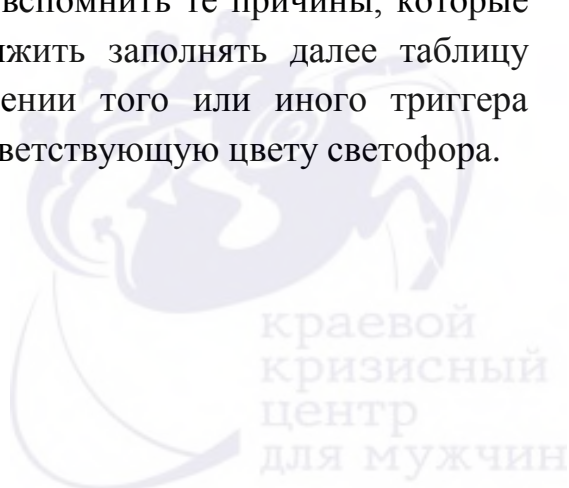 вспомнить те причины, которые
жить заполнять далее таблицу
ении того или иного триггера
ветствующую цвету светофора.
краевой
кризисный
центр
для мужчин